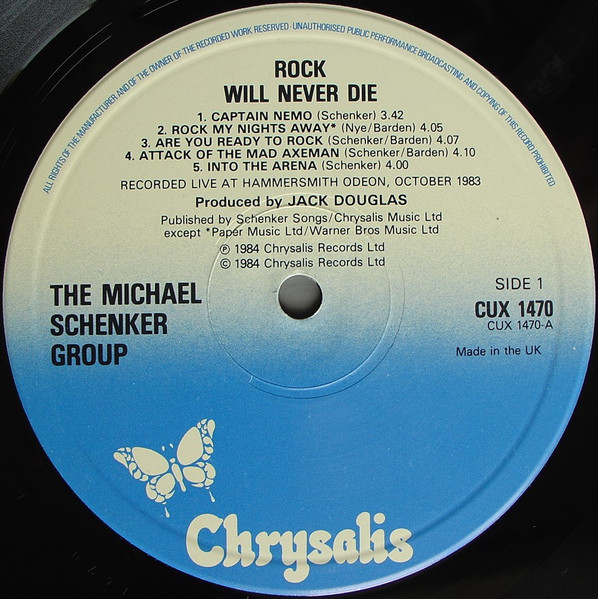 ALL RIGHTS OF THE MANUFACTURER AND OF THE OWNER OF THE RECORDED WORK RESERVED · UNAUTHORISED PUBLIC PERFORMANCE BROADCASTING AND COPYING OF THIS RECORD PROHIBITED
ROCK
WILL NEVER DIE
1. CAPTAIN NEMO (Schenker) 3.42
2. ROCK MY NIGHTS AWAY* (Nye/Barden) 4.05
3. ARE YOU READY TO ROCK (Schenker) 4.07
4. ATTACK OF THE MAD AXEMAN (Schenker/Barden) 4.10
5. INTO THE ARENA (Schenker) 4.00
RECORDED LIVE AT HAMMERSMITH ODEON, OCTOBER 1983
Produced by JACK DOUGLAS
Published by Schenker Songs/Chrysalis Music Ltd
except *Paper Music Ltd/Warner Bros Music Ltd
℗ 1984 Chrysalis Records Ltd
© 1984 Chrysalis Records Ltd
THE MICHAEL
SCHENKER
GROUP
SIDE 1
CUX 1470
CUX 1470-A
Made in the UK
Chrysalis